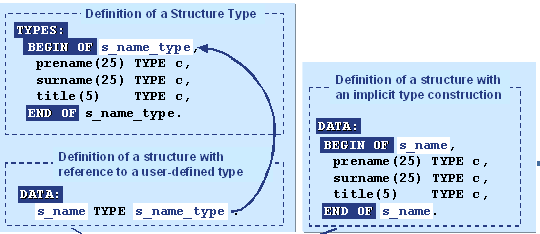 Definition of a Structure Type
TYPES:
BEGIN OF s_name_type,
prename(25) TYPE c,
surname(25) TYPE c,
title(5) TYPE c,
END OF s_name_type.
Definition of a structure with
reference to a user-defined type
DATA:
s_name TYPE s_name_type.
Definition of a structure with
an implicit type construction
DATA:
BEGIN OF s_name,
prename(25) TYPE c,
surname(25) TYPE c,
title(5) TYPE c,
END OF s_name.